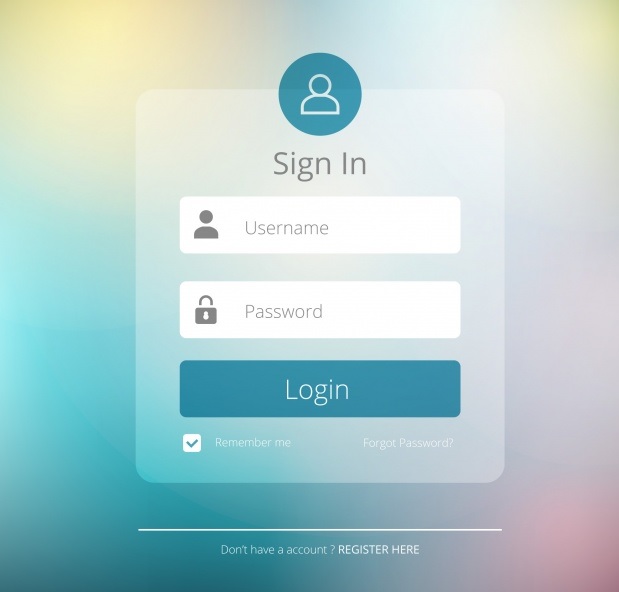 Sign In
Username
Password
Login
Remember me Forgot Password?
Don't have a account ? REGISTER HERE